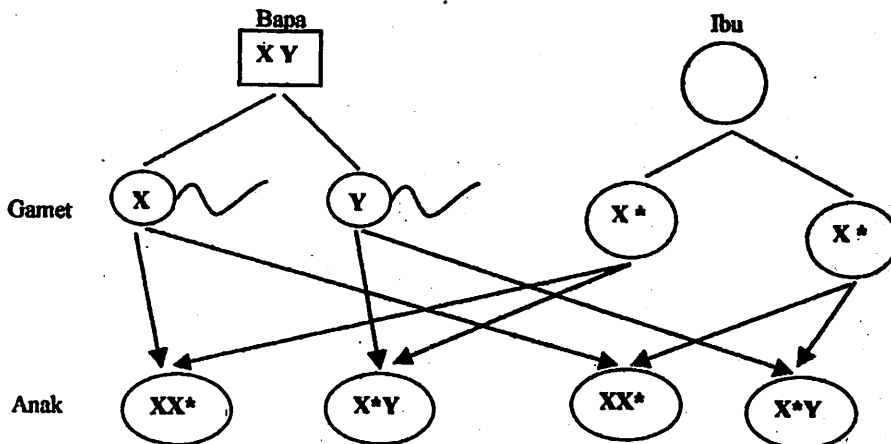 Bapa
Ibu
X Y
Gamet
X
Y
X *
X *
Anak
XX*
X*Y
XX*
X*Y